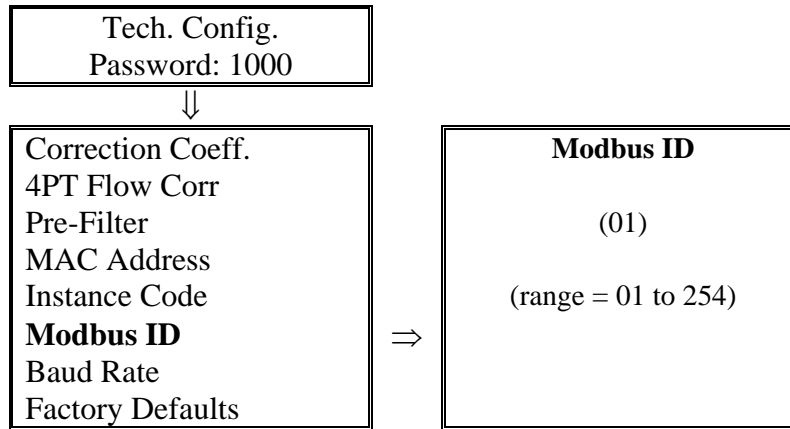 Tech. Config.
Password: 1000
⇓
Correction Coeff.
4PT Flow Corr
Pre-Filter
MAC Address
Instance Code
Modbus ID
Baud Rate
Factory Defaults
⇒
Modbus ID
(01)
(range = 01 to 254)